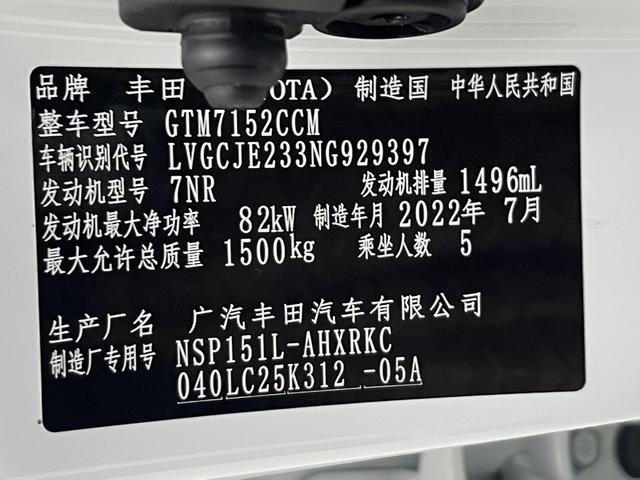 品牌 丰田 OTA) 制造国 中华人民共和国
整车型号 GTM7152CCM
车辆识别代号 LVGCJE233NG929397
发动机型号 7NR 发动机排量 1496mL
发动机最大净功率 82kW 制造年月 2022年 7月
最大允许总质量 1500kg 乘坐人数 5
生产厂名 广汽丰田汽车有限公司
制造厂专用号 NSP151L-AHXRKC
040LC25K312 -05A